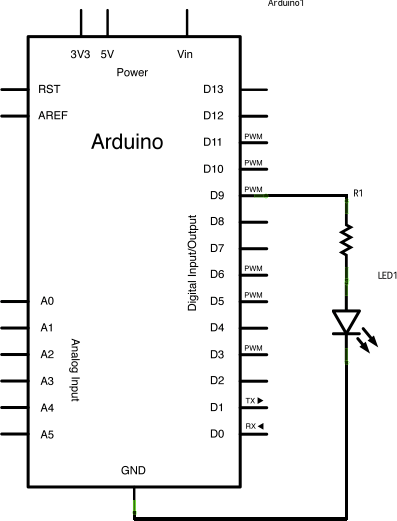 Arduino1
3V3 5V Vin
Power
RST D13
AREF D12
Arduino
D11 PWM
D10 PWM
D9 PWM R1
D8
Digital Input/Output
D7
D6 PWM
LED1
A0 D5 PWM
A1 D4
A2 D3 PWM
Analog Input
A3 D2
A4 D1 TX
A5 D0 RX
GND